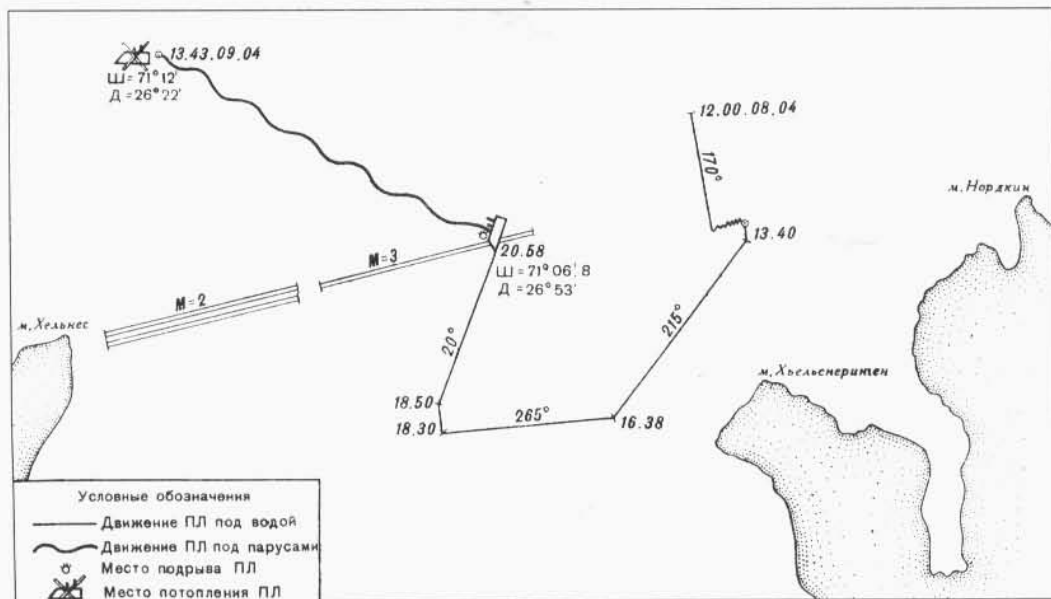 13.43.09.04
Ш=71°12'
Д=26°22'
12.00.08.04
170°
м. Нордкин
13.40
20.58
Ш=71°06'.8
Д=26°53'
М=3
М=2
м. Хельнес
215°
20°
м. Хьельснеринген
18.50
265°
16.38
18.30
Условные обозначения
Движение ПЛ под водой
Движение ПЛ под парусами
Место подрыва ПЛ
Место потопления ПЛ